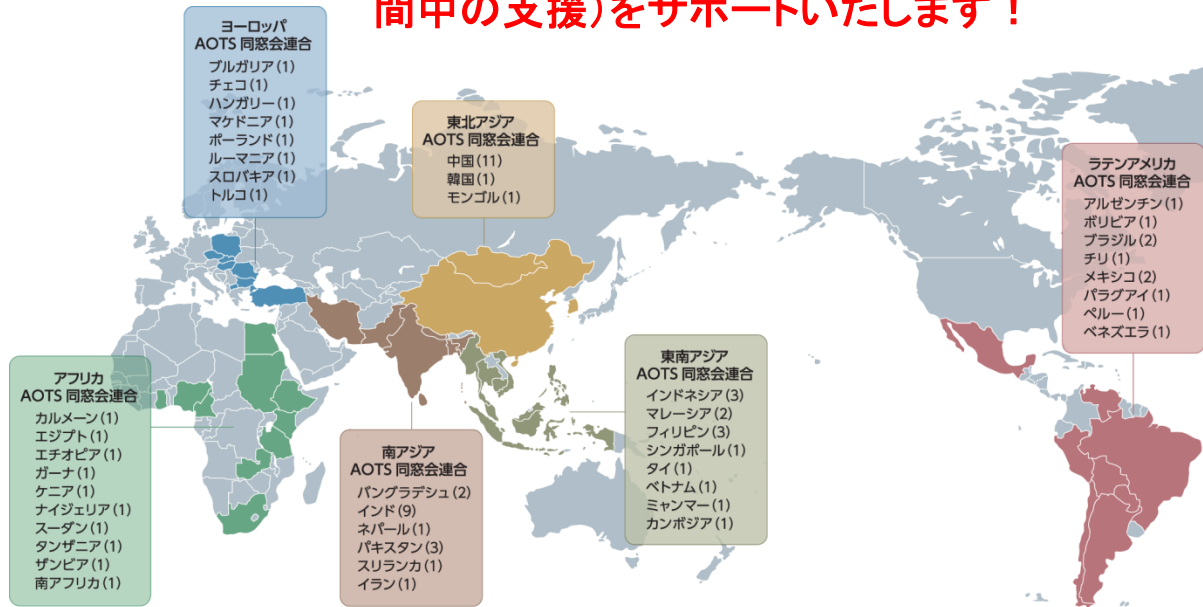 間中の支援)をサポートいたします！
ヨーロッパ
AOTS 同窓会連合
ブルガリア(1)
チェコ(1)
ハンガリー(1)
マケドニア(1)
ポーランド(1)
ルーマニア(1)
スロバキア(1)
トルコ(1)
東北アジア
AOTS 同窓会連合
中国(11)
韓国(1)
モンゴル(1)
ラテンアメリカ
AOTS 同窓会連合
アルゼンチン(1)
ボリビア(1)
ブラジル(2)
チリ(1)
メキシコ(2)
パラグアイ(1)
ペルー(1)
ベネズエラ(1)
アフリカ
AOTS 同窓会連合
カルメーン(1)
エジプト(1)
エチオピア(1)
ガーナ(1)
ケニア(1)
ナイジェリア(1)
スーダン(1)
タンザニア(1)
ザンビア(1)
南アフリカ(1)
南アジア
AOTS 同窓会連合
バングラデシュ(2)
インド(9)
ネパール(1)
パキスタン(3)
スリランカ(1)
イラン(1)
東南アジア
AOTS 同窓会連合
インドネシア(3)
マレーシア(2)
フィリピン(3)
シンガポール(1)
タイ(1)
ベトナム(1)
ミャンマー(1)
カンボジア(1)